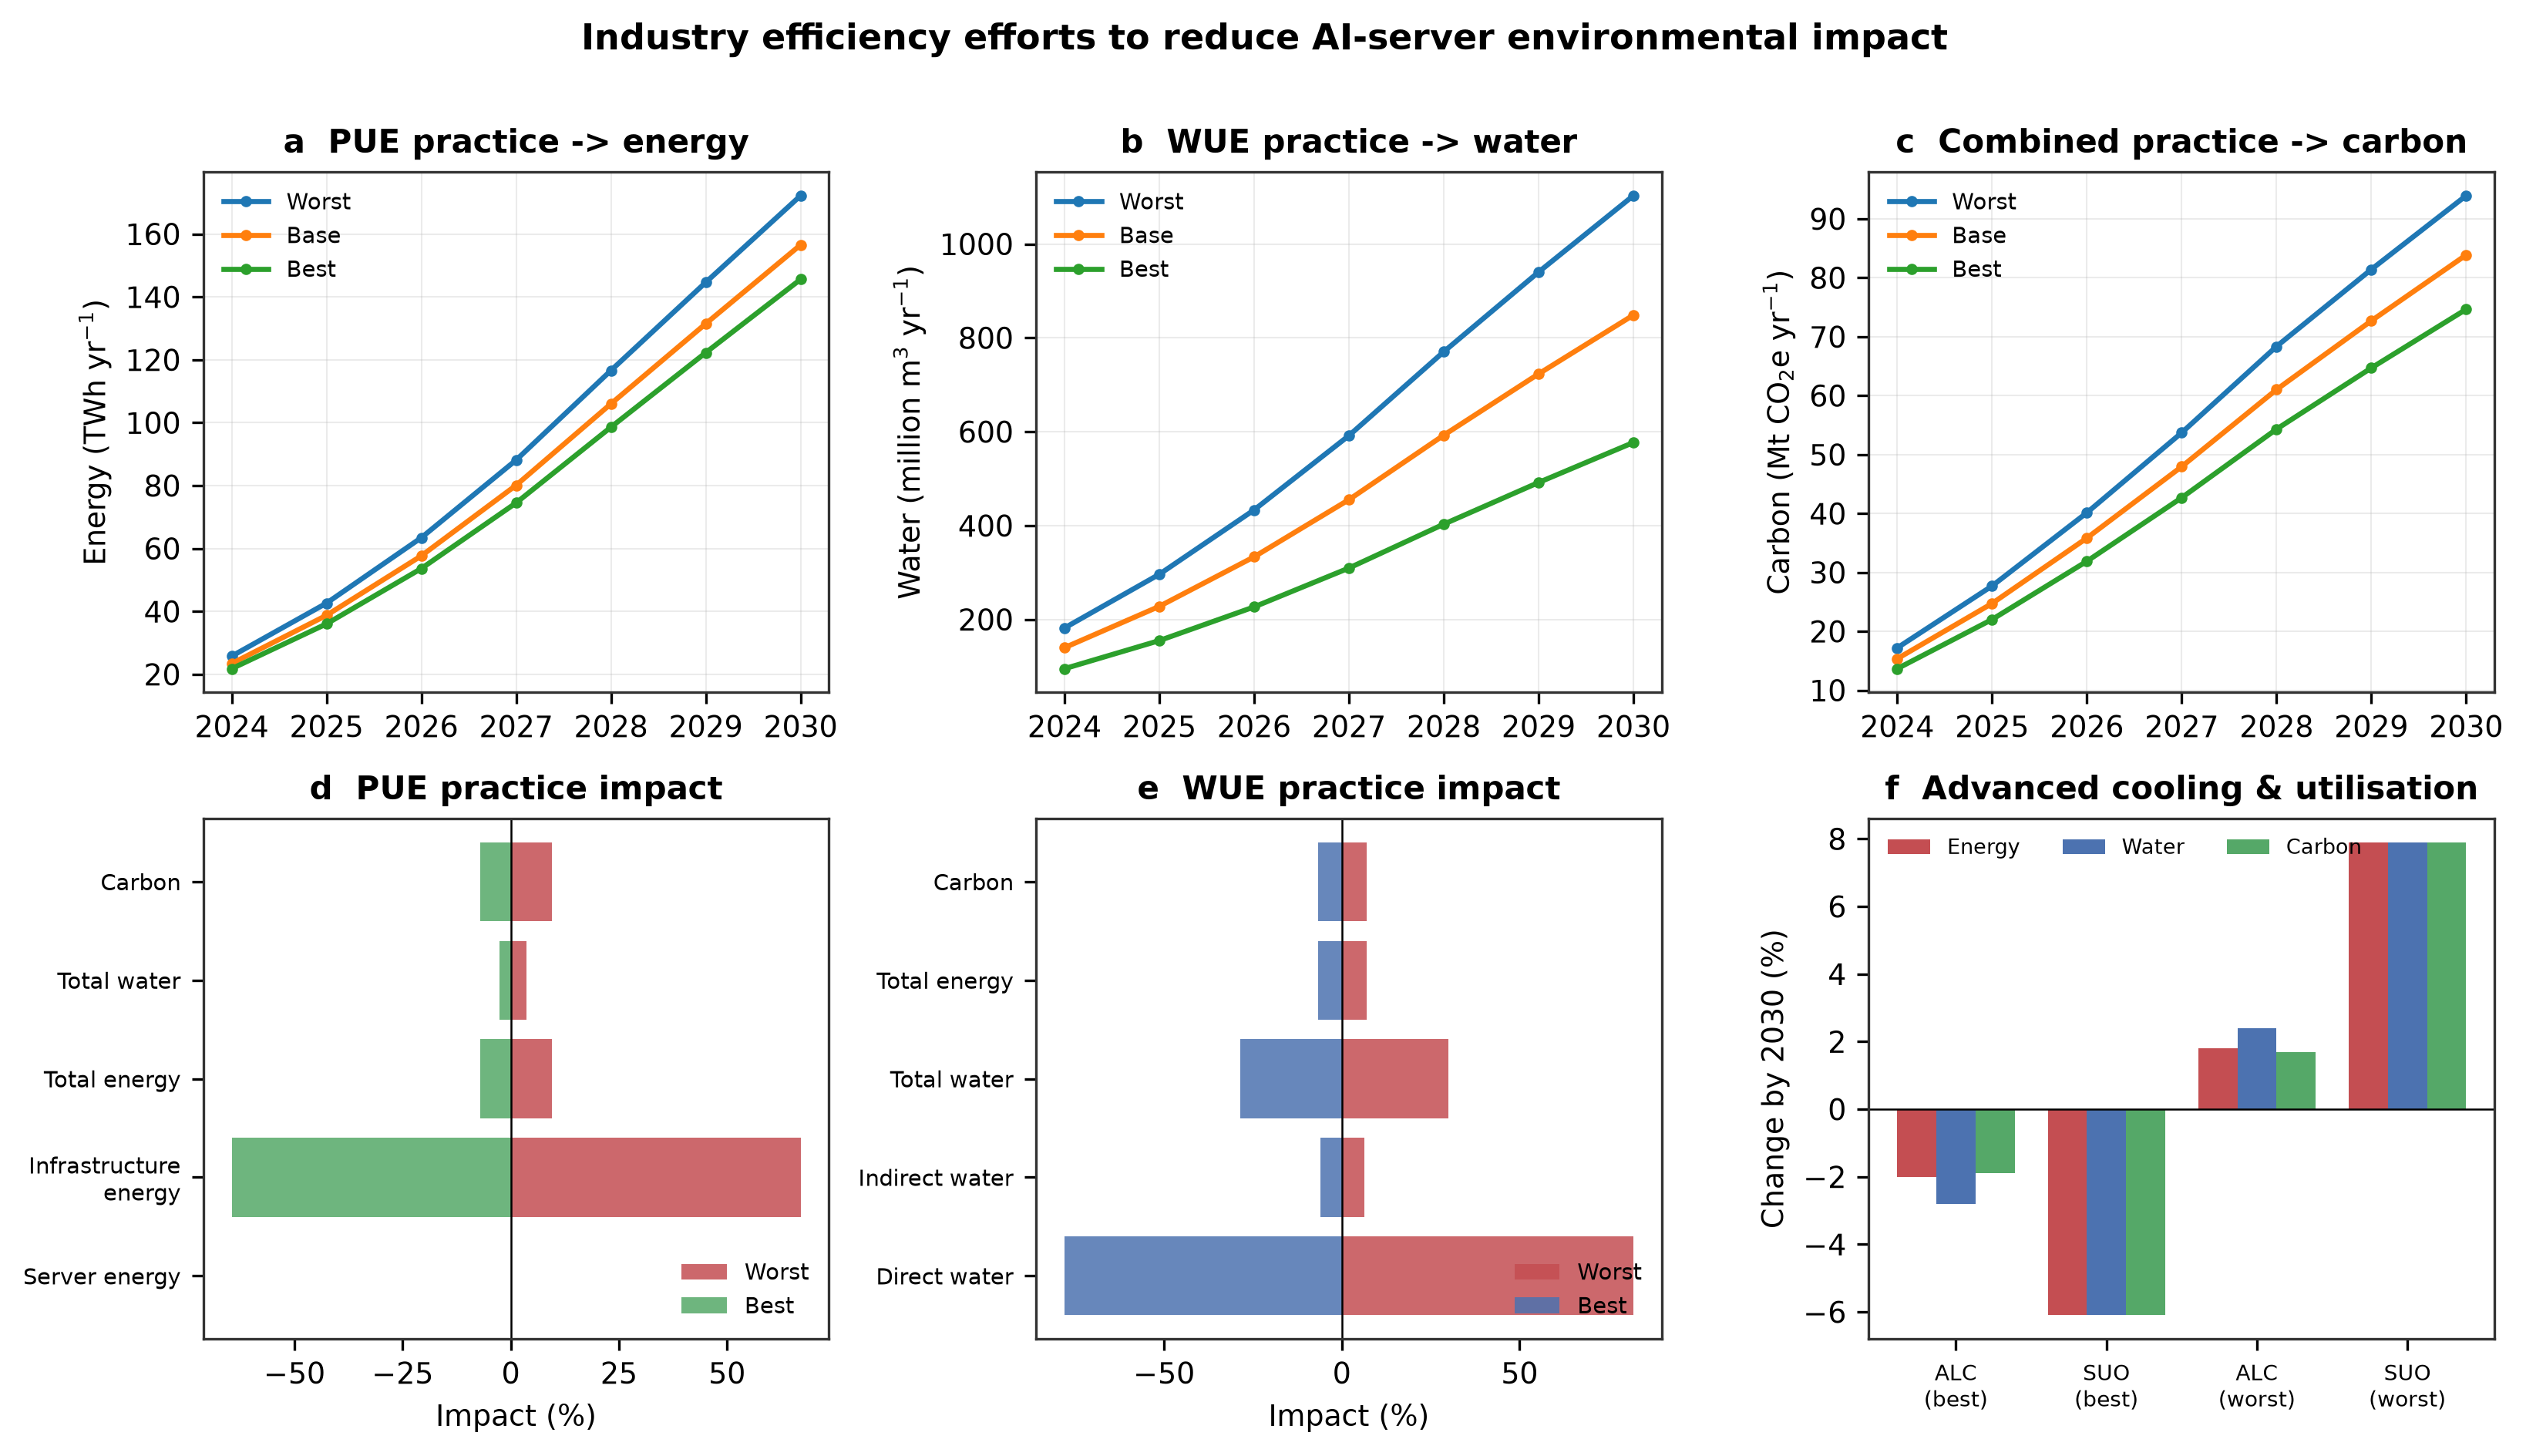 Industry efficiency efforts to reduce AI-server environmental impact
a PUE practice -> energy
Energy (TWh yr⁻¹)
160
140
120
100
80
60
40
20
Worst
Base
Best
2024 2025 2026 2027 2028 2029 2030
b WUE practice -> water
Water (million m³ yr⁻¹)
1000
800
600
400
200
Worst
Base
Best
2024 2025 2026 2027 2028 2029 2030
c Combined practice -> carbon
Carbon (Mt CO₂e yr⁻¹)
90
80
70
60
50
40
30
20
10
Worst
Base
Best
2024 2025 2026 2027 2028 2029 2030
d PUE practice impact
Carbon
Total water
Total energy
Infrastructure
energy
Server energy
Worst
Best
−50 −25 0 25 50
Impact (%)
e WUE practice impact
Carbon
Total energy
Total water
Indirect water
Direct water
Worst
Best
−50 0 50
Impact (%)
f Advanced cooling & utilisation
Change by 2030 (%)
8
6
4
2
0
−2
−4
−6
Energy Water Carbon
ALC SUO ALC SUO
(best) (best) (worst) (worst)